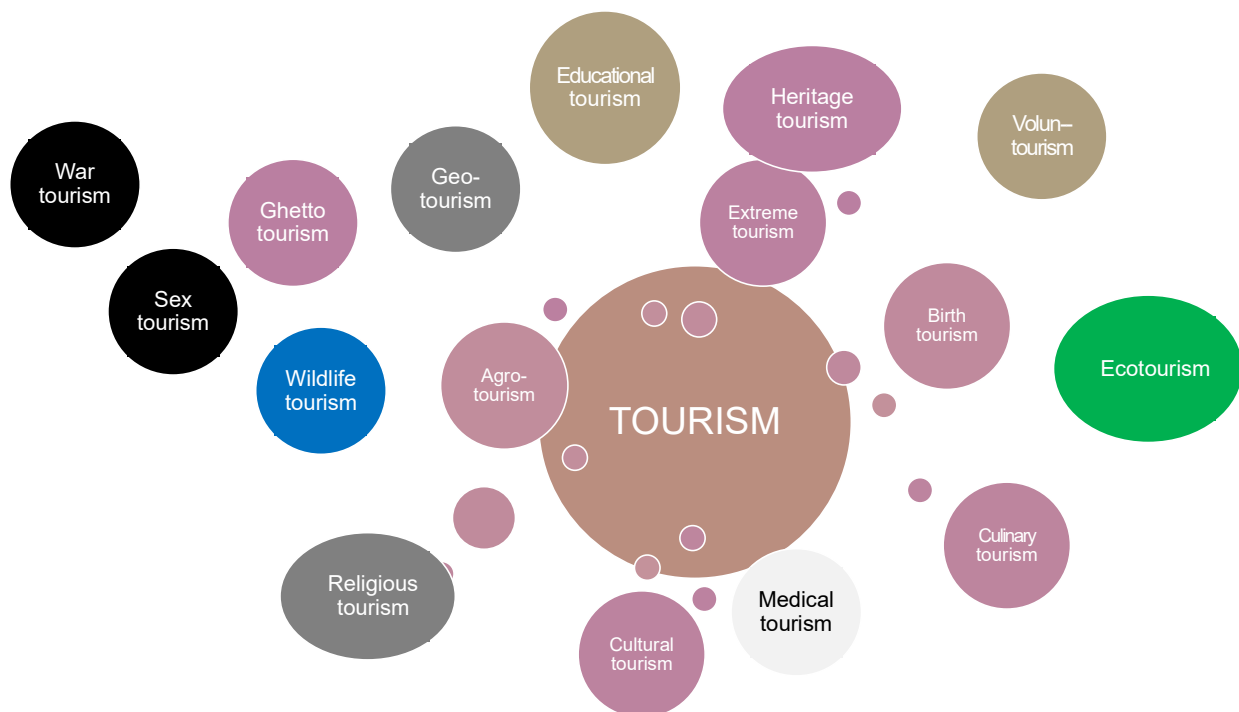 Educational
tourism
Heritage
tourism
Volun–
tourism
War
tourism
Geo-
tourism
Ghetto
tourism
Extreme
tourism
Sex
tourism
Birth
tourism
Ecotourism
Wildlife
tourism
Agro-
tourism
TOURISM
Culinary
tourism
Religious
tourism
Medical
tourism
Cultural
tourism